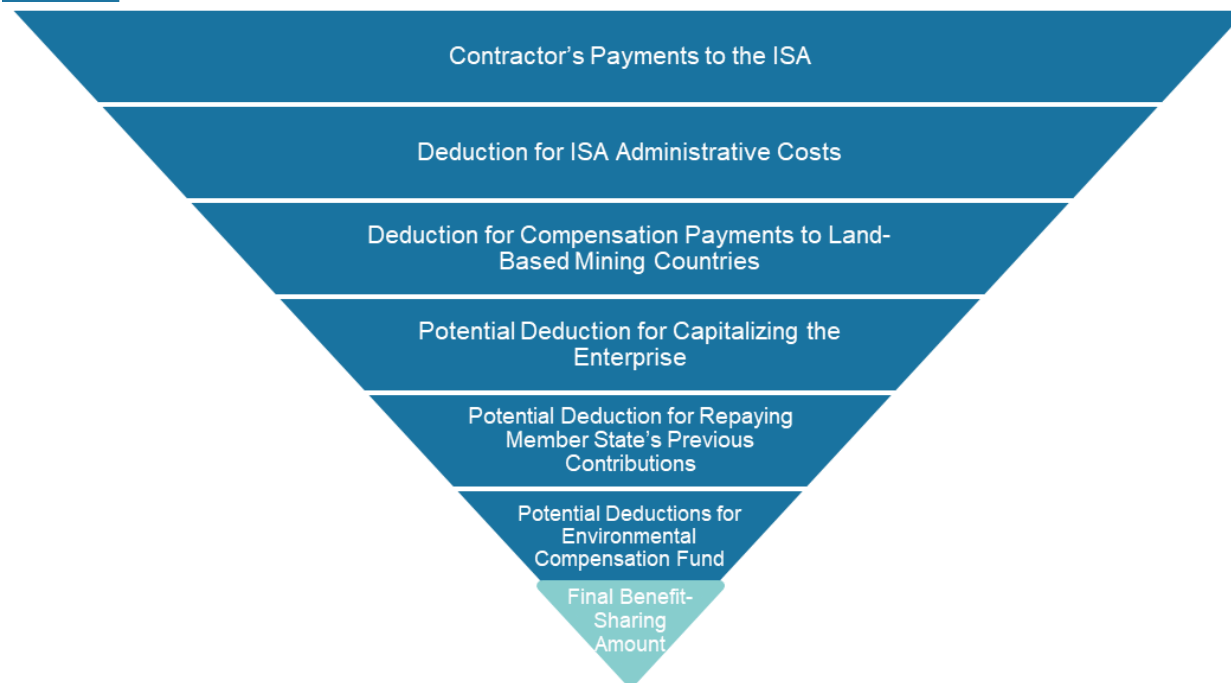 Contractor’s Payments to the ISA
Deduction for ISA Administrative Costs
Deduction for Compensation Payments to Land-
Based Mining Countries
Potential Deduction for Capitalizing the
Enterprise
Potential Deduction for Repaying
Member State’s Previous
Contributions
Potential Deductions for
Environmental
Compensation Fund
Final Benefit-
Sharing
Amount